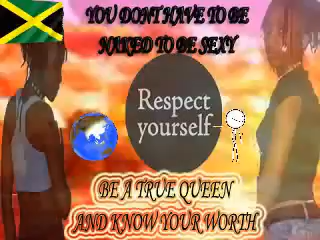 YOU DONT HAVE TO BE
NAKED TO BE SEXY
Respect
yourself
BE A TRUE QUEEN
AND KNOW YOUR WORTH